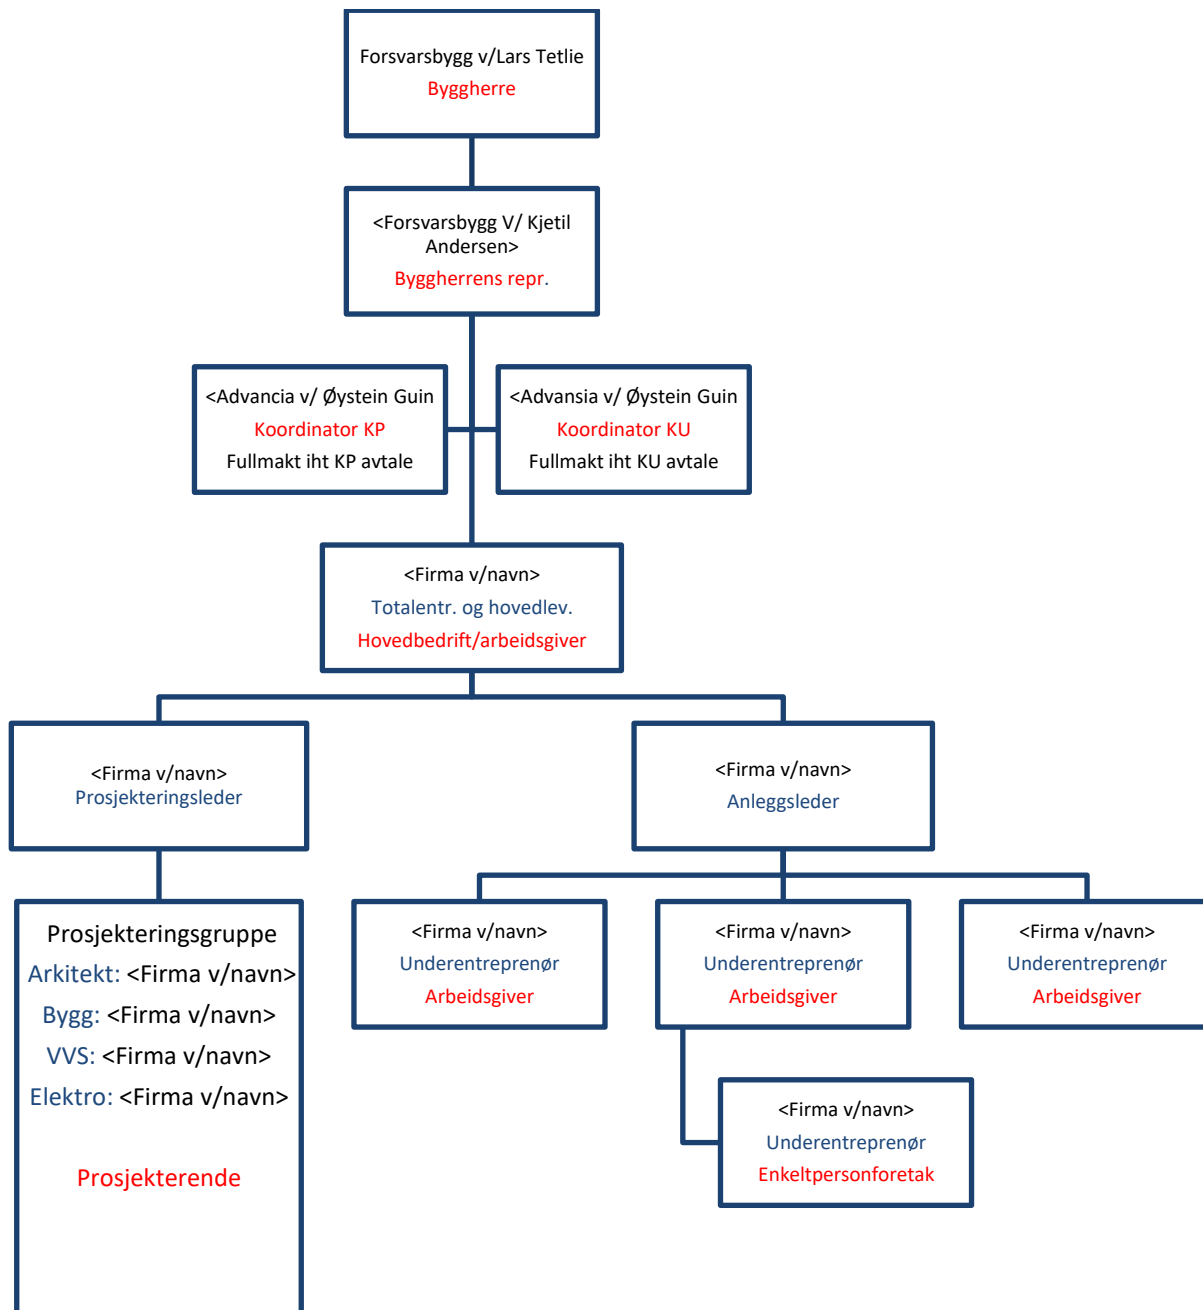 Forsvarsbygg v/Lars Tetlie
Byggherre
<Forsvarsbygg V/ Kjetil
Andersen>
Byggherrens repr.
<Advancia v/ Øystein Guin
Koordinator KP
Fullmakt iht KP avtale
<Advansia v/ Øystein Guin
Koordinator KU
Fullmakt iht KU avtale
<Firma v/navn>
Totalentr. og hovedlev.
Hovedbedrift/arbeidsgiver
<Firma v/navn>
Prosjekteringsleder
<Firma v/navn>
Anleggsleder
Prosjekteringsgruppe
Arkitekt: <Firma v/navn>
Bygg: <Firma v/navn>
VVS: <Firma v/navn>
Elektro: <Firma v/navn>
Prosjekterende
<Firma v/navn>
Underentreprenør
Arbeidsgiver
<Firma v/navn>
Underentreprenør
Arbeidsgiver
<Firma v/navn>
Underentreprenør
Arbeidsgiver
<Firma v/navn>
Underentreprenør
Enkeltpersonforetak